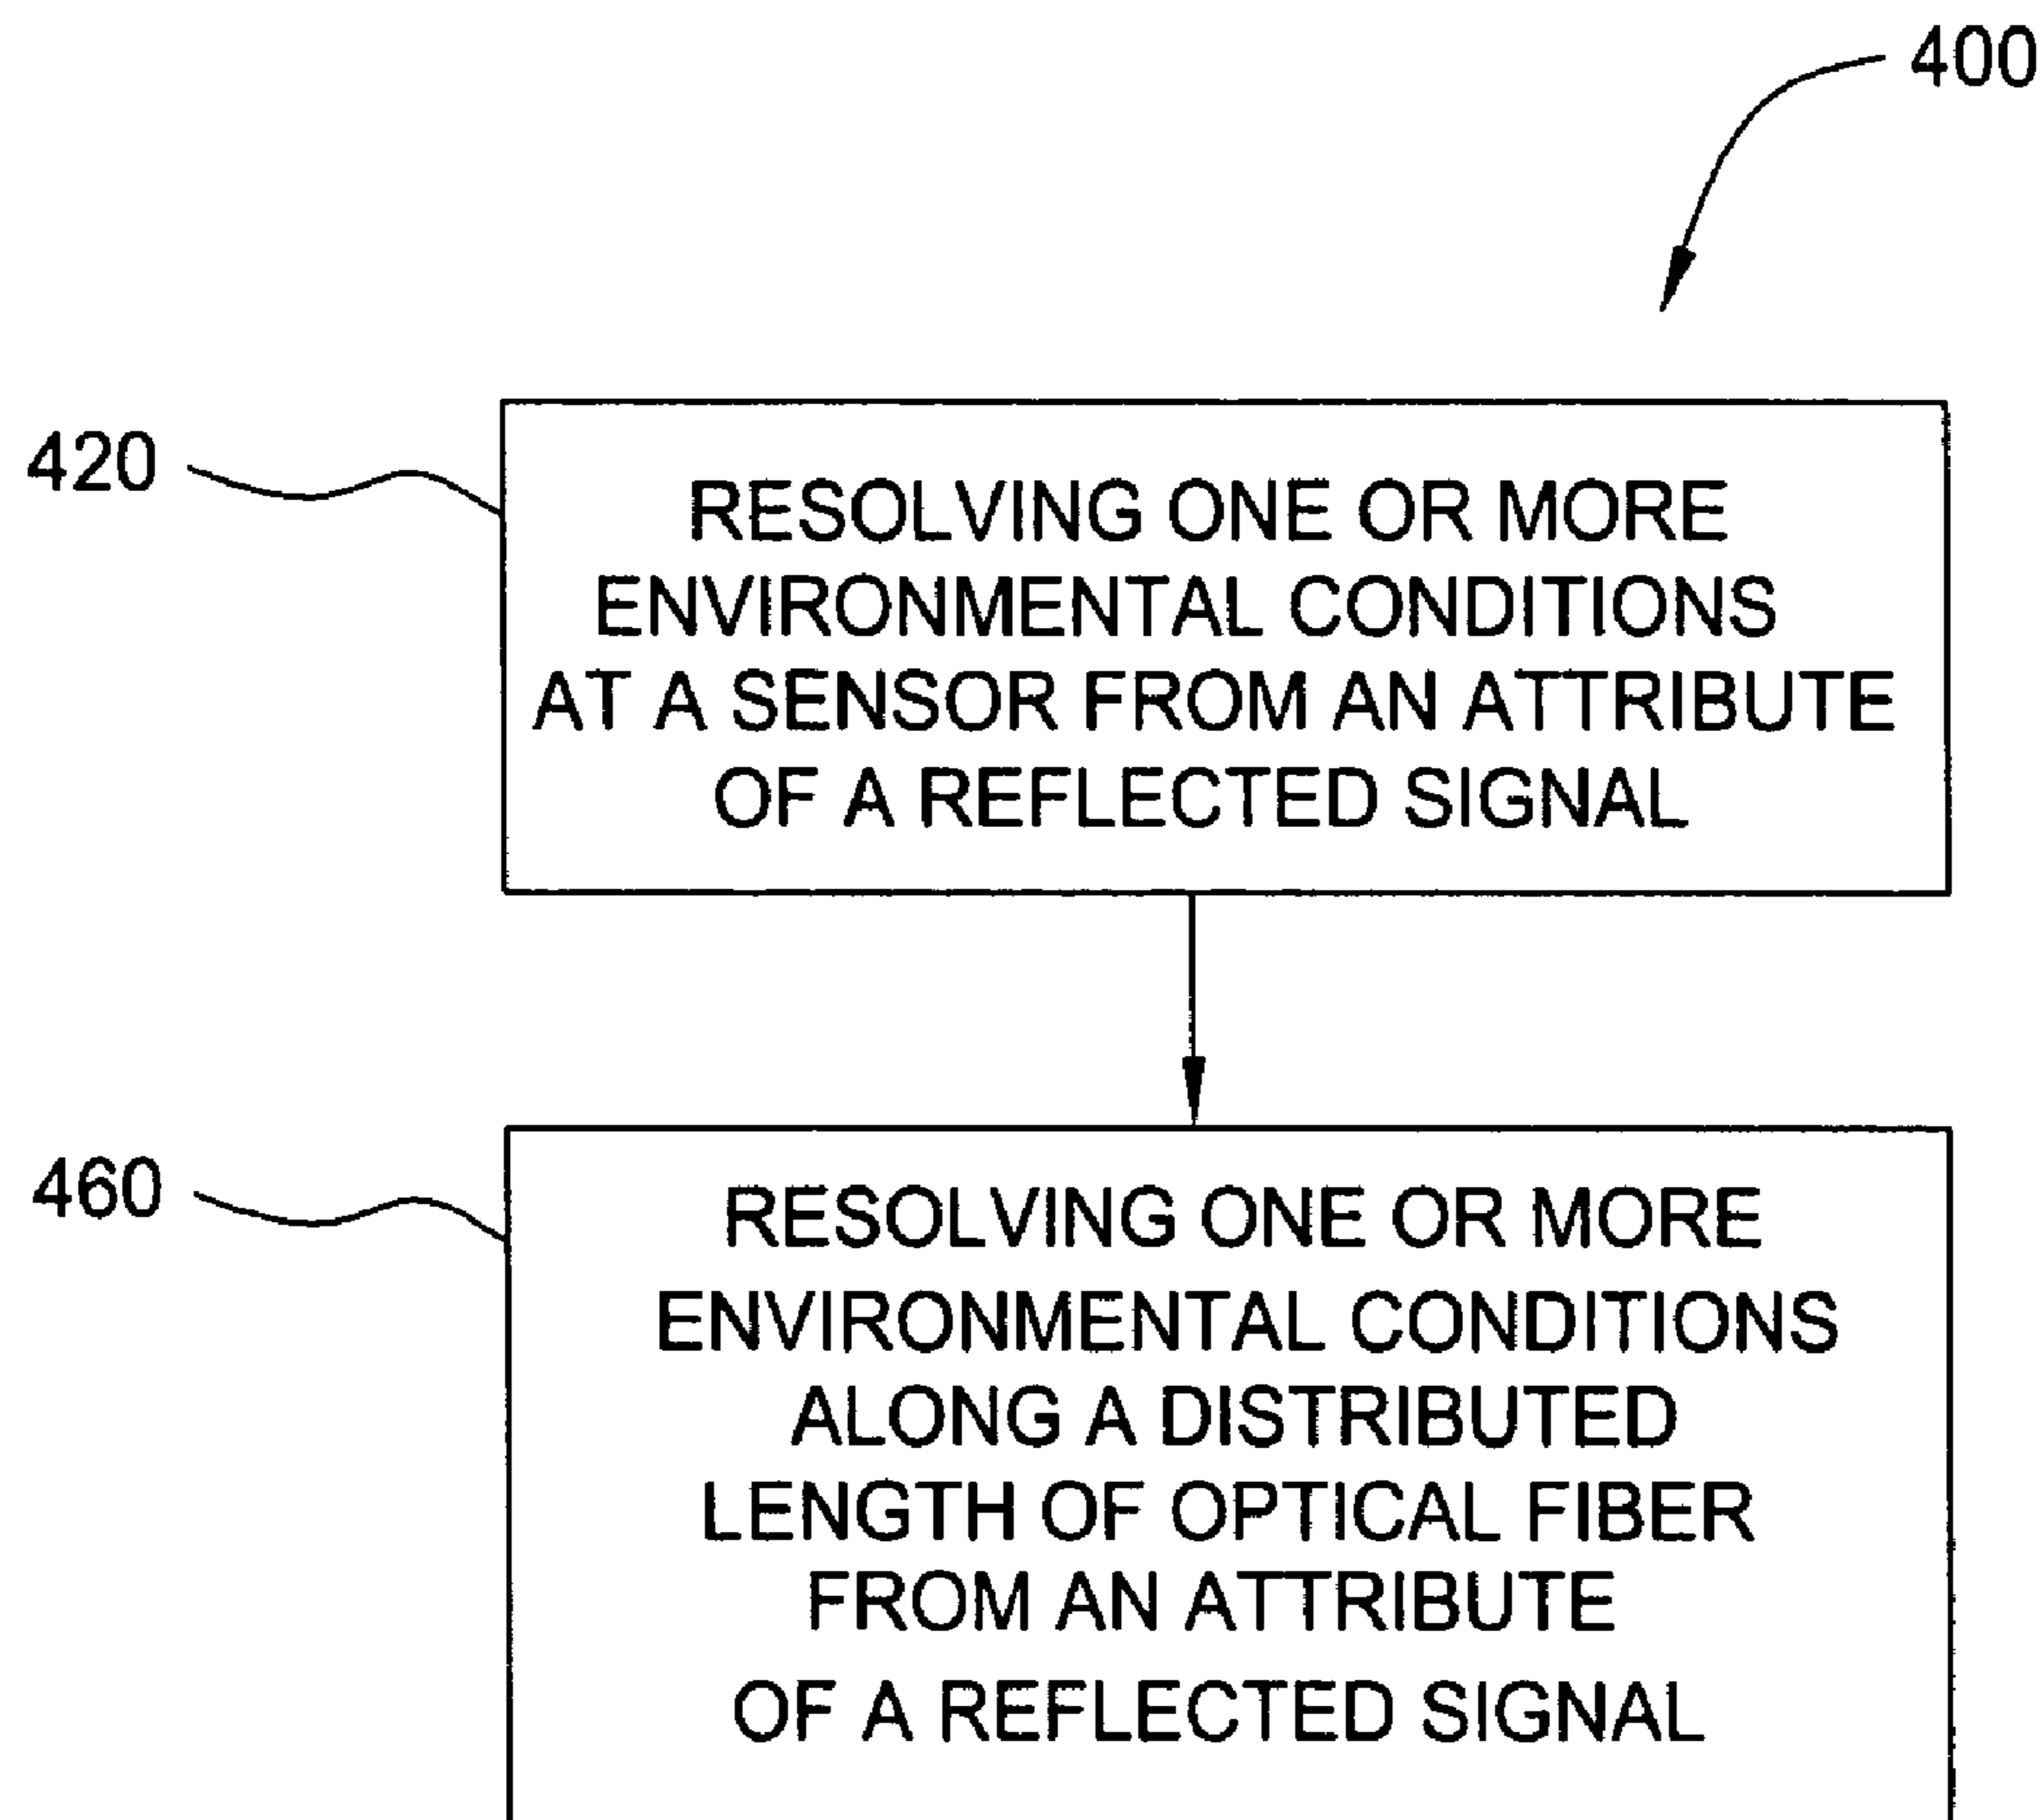 400
420
RESOLVING ONE OR MORE
ENVIRONMENTAL CONDITIONS
AT A SENSOR FROM AN ATTRIBUTE
OF A REFLECTED SIGNAL
460
RESOLVING ONE OR MORE
ENVIRONMENTAL CONDITIONS
ALONG A DISTRIBUTED
LENGTH OF OPTICAL FIBER
FROM AN ATTRIBUTE
OF A REFLECTED SIGNAL